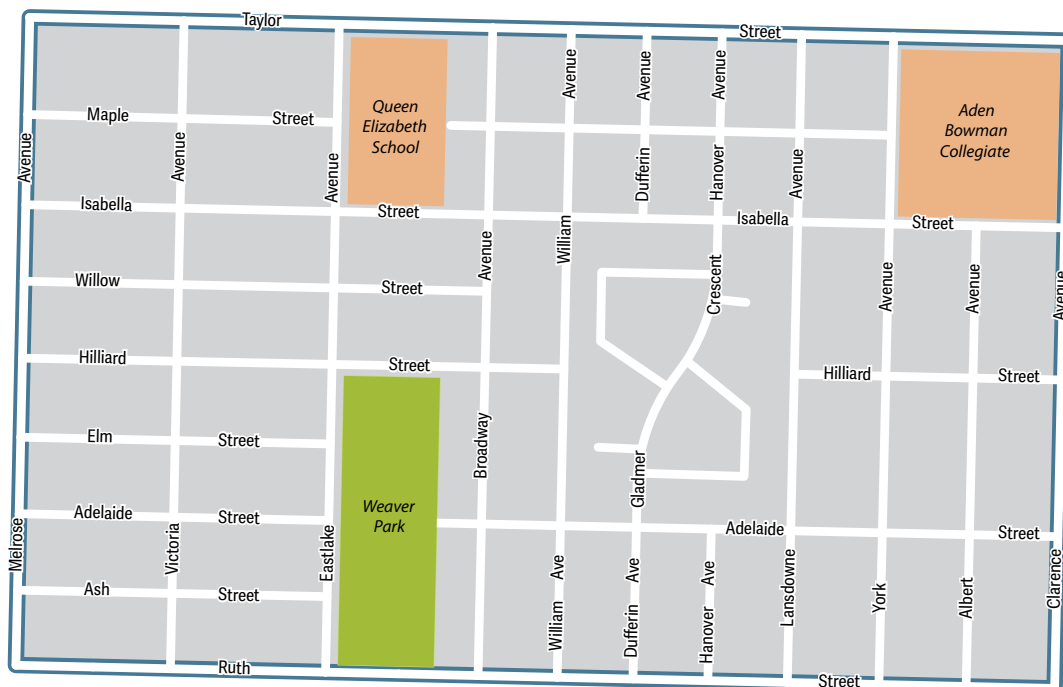 Taylor
Street
Queen
Elizabeth
School
Aden
Bowman
Collegiate
Maple
Street
Avenue
Avenue
Avenue
Avenue
Avenue
Avenue
Dufferin
Hanover
Avenue
Isabella
Street
Isabella
Street
William
Avenue
Crescent
Avenue
Avenue
Avenue
Willow
Street
Hilliard
Street
Hilliard
Street
Elm
Street
Broadway
Gladmer
Weaver
Park
Adelaide
Street
Adelaide
Street
Melrose
Victoria
Eastlake
William Ave
Dufferin Ave
Hanover Ave
Lansdowne
York
Albert
Clarence
Ash
Street
Ruth
Street